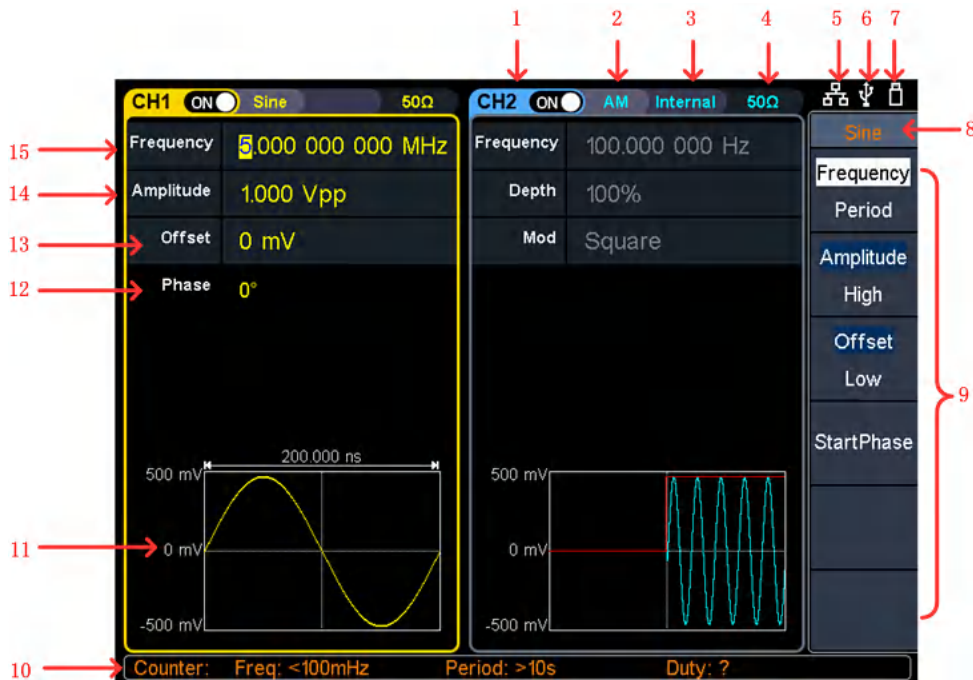 1 2 3 4 5 6 7
CH1 ON Sine 50Ω
CH2 ON AM Internal 50Ω
8
Sine
15
Frequency 5.000 000 000 MHz
Frequency 100.000 000 Hz
Frequency
Period
14
Amplitude 1.000 Vpp
Depth 100%
13
Offset 0 mV
Mod Square
Amplitude
High
12
Phase 0°
Offset
Low
9
StartPhase
200.000 ns
500 mV
500 mV
11
0 mV
0 mV
-500 mV
-500 mV
10
Counter: Freq: <100mHz Period: >10s Duty: ?